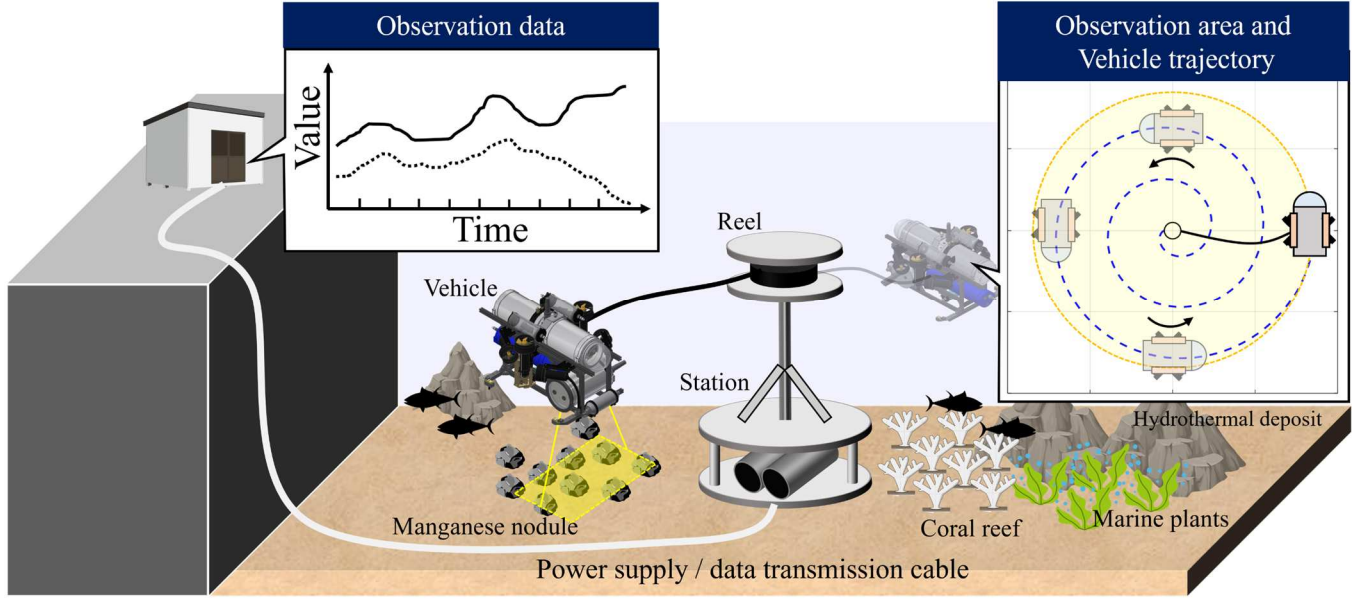 Observation data
Value
Time
Observation area and
Vehicle trajectory
Reel
Vehicle
Station
Hydrothermal deposit
Manganese nodule
Coral reef
Marine plants
Power supply / data transmission cable